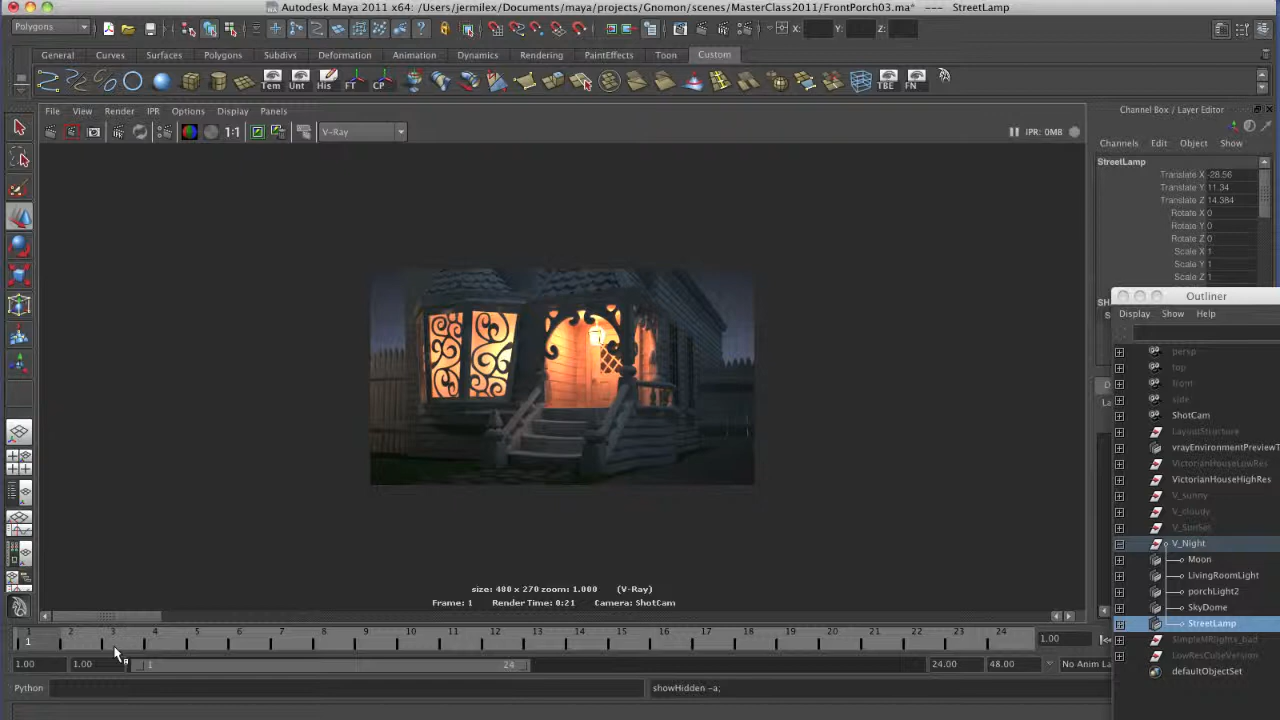 Autodesk Maya 2011 x64: /Users/jermilex/Documents/maya/projects/Gnomon/scenes/MasterClass2011/FrontPorch03.ma* --- StreetLamp
Polygons
X:
Y:
Z:
General Curves Surfaces Polygons Subdivs Deformation Animation Dynamics Rendering PaintEffects Toon Custom
Tem Unt His FT CP TBE FN
File View Render IPR Options Display Panels
1:1 V-Ray IPR: 0MB
Channel Box / Layer Editor
Channels Edit Object Show
StreetLamp
Translate X -28.56
Translate Y 11.34
Translate Z 14.384
Rotate X 0
Rotate Y 0
Rotate Z 0
Scale X 1
Scale Y 1
Scale Z 1
Outliner
Display Show Help
persp
top
front
side
ShotCam
LayoutStructure
vrayEnvironmentPreviewT
VictorianHouseLowRes
VictorianHouseHighRes
V_sunny
V_cloudy
V_SunSet
V_Night
Moon
LivingRoomLight
porchLight2
SkyDome
StreetLamp
SimpleMRlights_bad
LowResCubeVersion
defaultObjectSet
size: 480 x 270 zoom: 1.000 (V-Ray)
Frame: 1 Render Time: 0:21 Camera: ShotCam
1 2 3 4 5 6 7 8 9 10 11 12 13 14 15 16 17 18 19 20 21 22 23 24
1.00
1.00 1.00 1 24 24.00 48.00 No Anim La
Python
showHidden -a;